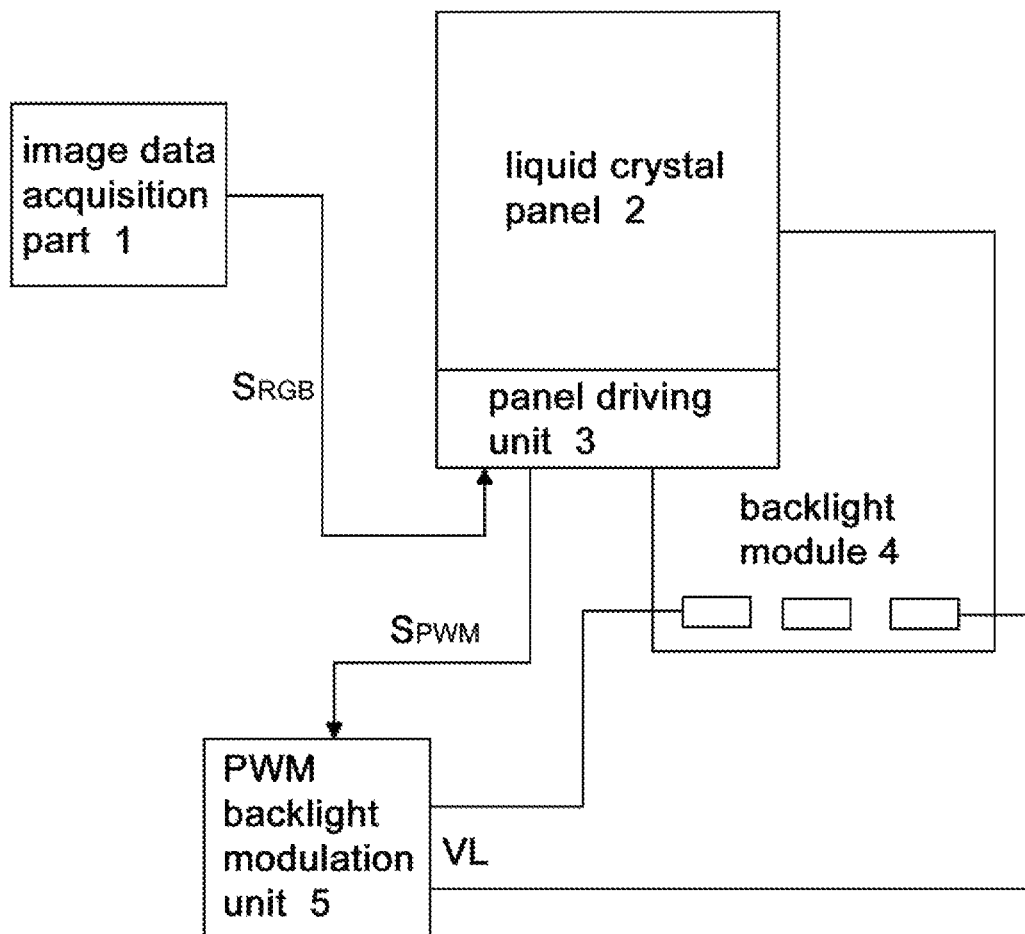 image data
acquisition
part 1
liquid crystal
panel 2
SRGB
panel driving
unit 3
backlight
module 4
SPWM
PWM
backlight
modulation
unit 5
VL